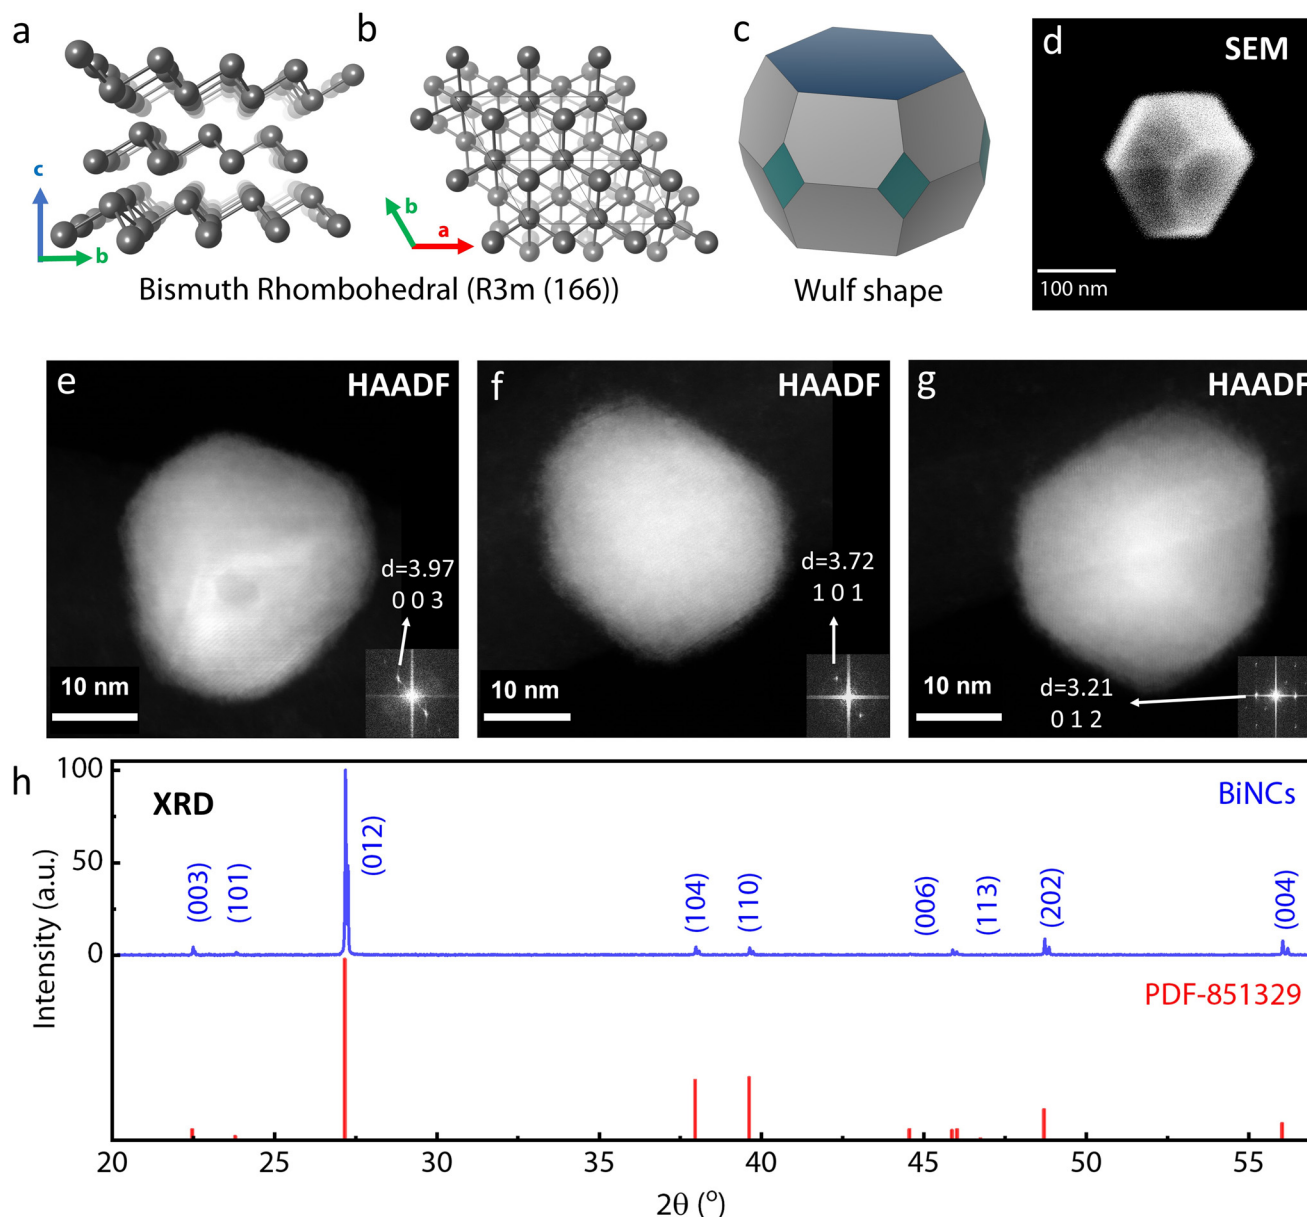 a
b
c
d
SEM
c
b
b
a
100 nm
Bismuth Rhombohedral (R3m (166))
Wulf shape
e
HAADF
f
HAADF
g
HAADF
d=3.97
0 0 3
d=3.72
1 0 1
d=3.21
0 1 2
10 nm
10 nm
10 nm
h
XRD
BiNCs
100
50
0
Intensity (a.u.)
(003)
(101)
(012)
(104)
(110)
(006)
(113)
(202)
(004)
PDF-851329
20
25
30
35
40
45
50
55
2θ (°)